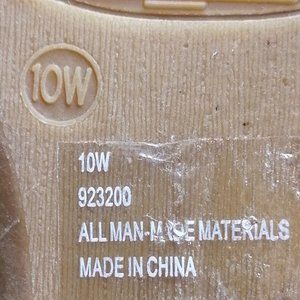 10W
10W
923200
ALL MAN-MADE MATERIALS
MADE IN CHINA